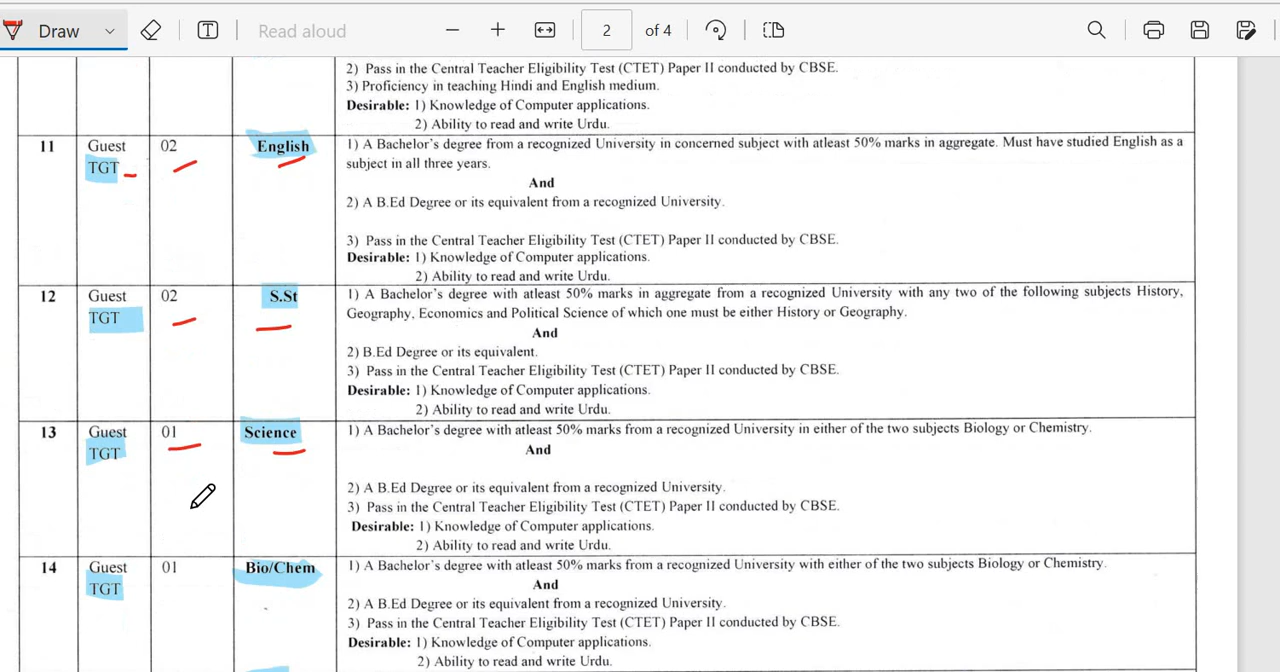 Draw
Read aloud
2 of 4
2) Pass in the Central Teacher Eligibility Test (CTET) Paper II conducted by CBSE.
3) Proficiency in teaching Hindi and English medium.
Desirable: 1) Knowledge of Computer applications.
2) Ability to read and write Urdu.
11 Guest TGT 02 English
1) A Bachelor's degree from a recognized University in concerned subject with atleast 50% marks in aggregate. Must have studied English as a
subject in all three years.
And
2) A B.Ed Degree or its equivalent from a recognized University.
3) Pass in the Central Teacher Eligibility Test (CTET) Paper II conducted by CBSE.
Desirable: 1) Knowledge of Computer applications.
2) Ability to read and write Urdu.
12 Guest TGT 02 S.St
1) A Bachelor's degree with atleast 50% marks in aggregate from a recognized University with any two of the following subjects History,
Geography, Economics and Political Science of which one must be either History or Geography.
And
2) B.Ed Degree or its equivalent.
3) Pass in the Central Teacher Eligibility Test (CTET) Paper II conducted by CBSE.
Desirable: 1) Knowledge of Computer applications.
2) Ability to read and write Urdu.
13 Guest TGT 01 Science
1) A Bachelor's degree with atleast 50% marks from a recognized University in either of the two subjects Biology or Chemistry.
And
2) A B.Ed Degree or its equivalent from a recognized University.
3) Pass in the Central Teacher Eligibility Test (CTET) Paper II conducted by CBSE.
Desirable: 1) Knowledge of Computer applications.
2) Ability to read and write Urdu.
14 Guest TGT 01 Bio/Chem
1) A Bachelor's degree with atleast 50% marks from a recognized University with either of the two subjects Biology or Chemistry.
And
2) A B.Ed Degree or its equivalent from a recognized University.
3) Pass in the Central Teacher Eligibility Test (CTET) Paper II conducted by CBSE.
Desirable: 1) Knowledge of Computer applications.
2) Ability to read and write Urdu.